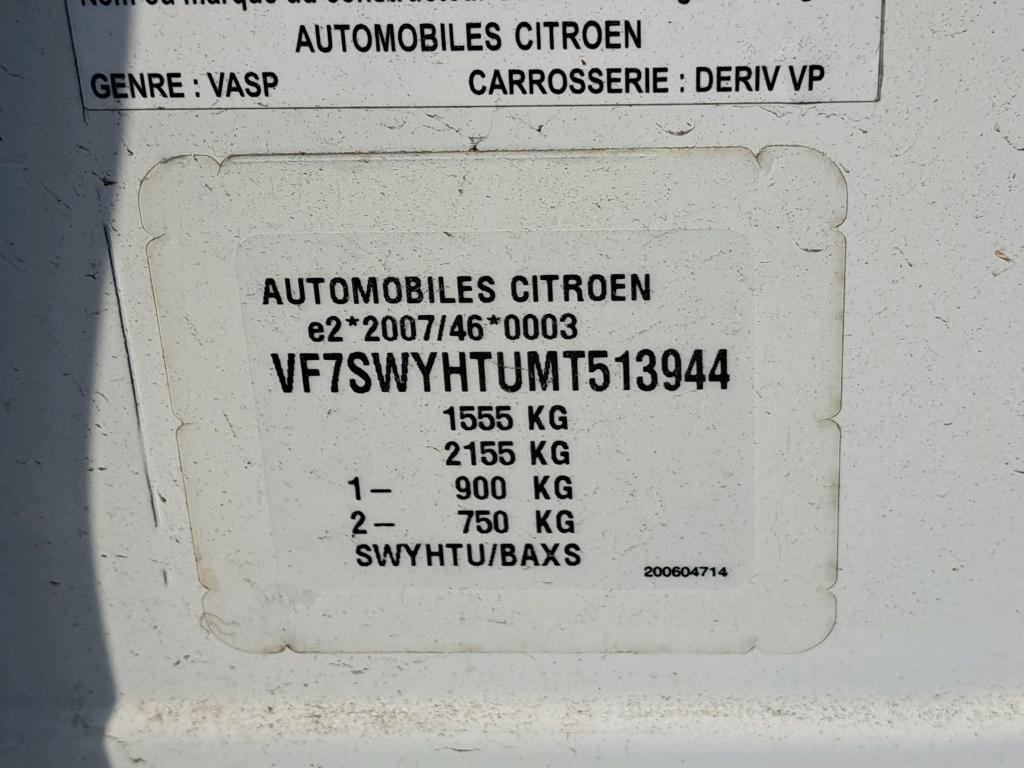 AUTOMOBILES CITROEN
GENRE : VASP CARROSSERIE : DERIV VP
AUTOMOBILES CITROEN
e2*2007/46*0003
VF7SWYHTUMT513944
1555 KG
2155 KG
1- 900 KG
2- 750 KG
SWYHTU/BAXS
200604714